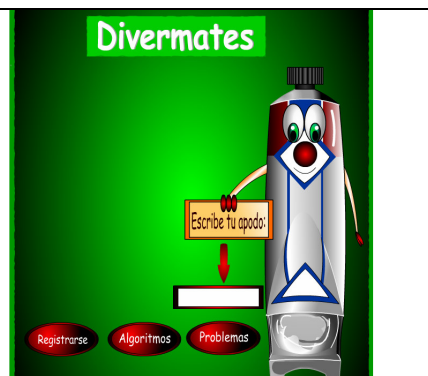 Divermates
Escribe tu apodo:
Registrarse
Algoritmos
Problemas